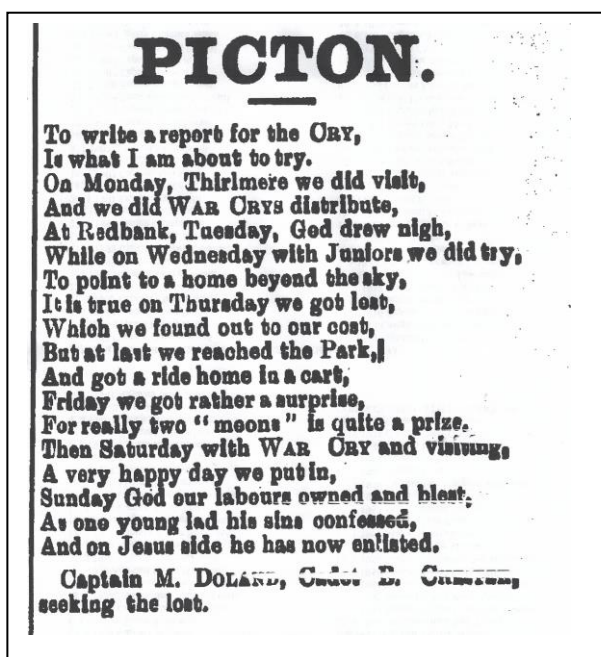 PICTON.
To write a report for the CRY,
Is what I am about to try.
On Monday, Thirlmere we did visit,
And we did WAR CRYS distribute,
At Redbank, Tuesday, God drew nigh,
While on Wednesday with Juniors we did try,
To point to a home beyond the sky,
It is true on Thursday we got lost,
Which we found out to our cost,
But at last we reached the Park,
And got a ride home in a cart,
Friday we got rather a surprise,
For really two "moons" is quite a prize.
Then Saturday with WAR CRY and visiting,
A very happy day we put in,
Sunday God our labours owned and blest,
As one young lad his sins confessed,
And on Jesus side he has now enlisted.
Captain M. DOLAND, Cadet E.
seeking the lost.